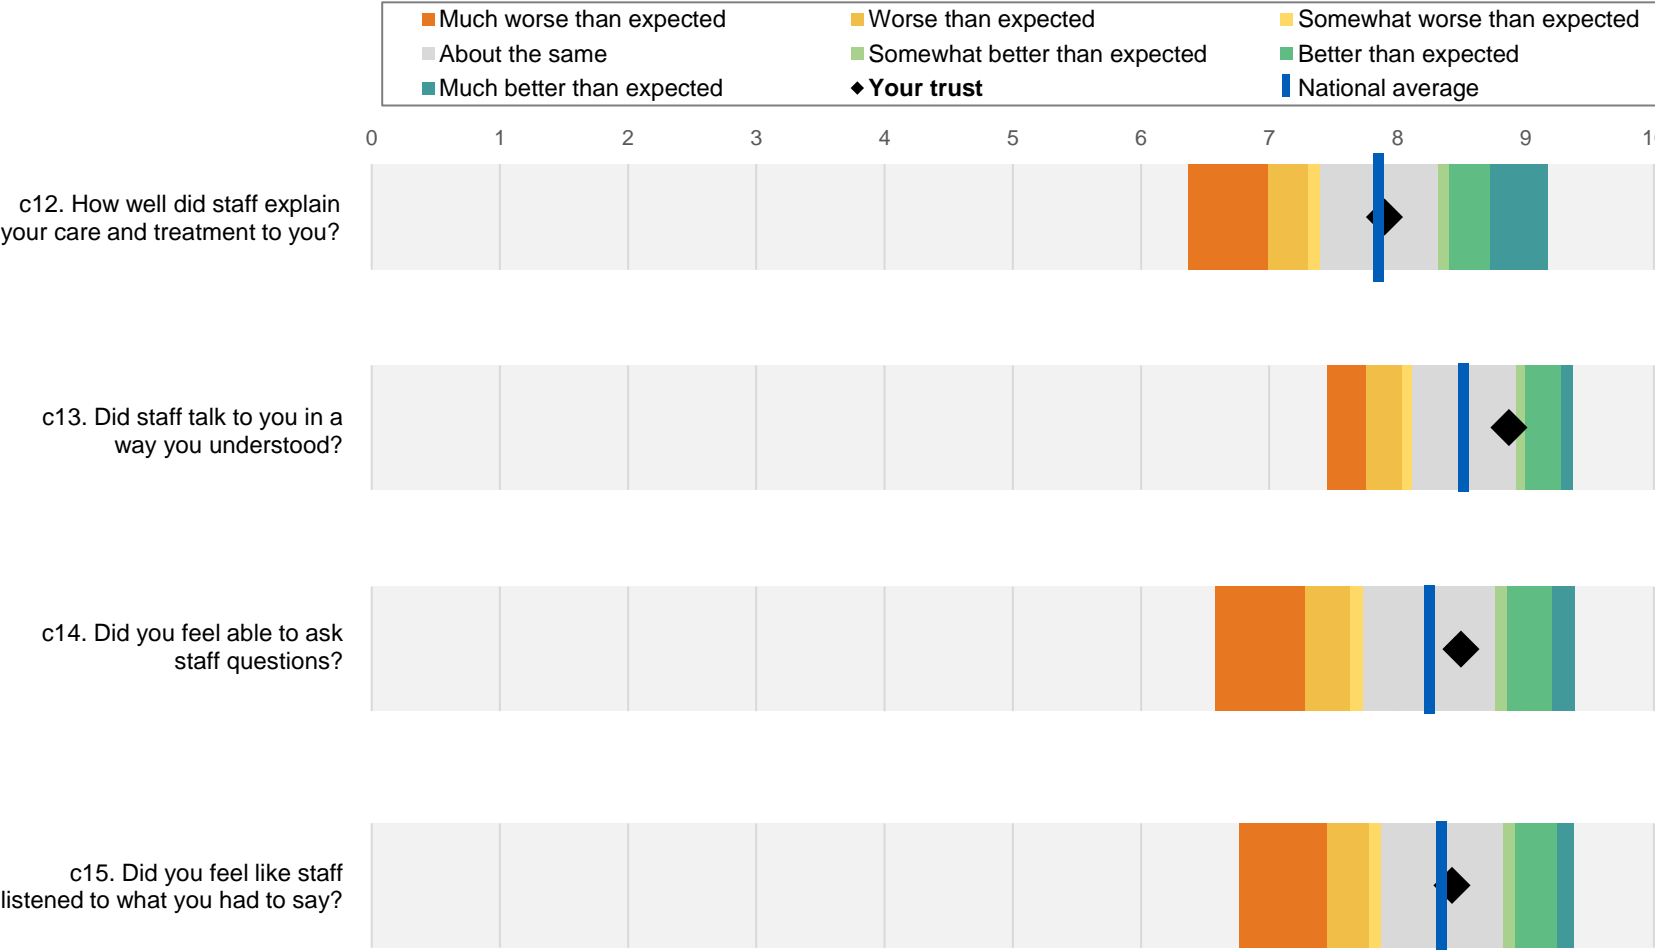 Much worse than expected Worse than expected Somewhat worse than expected
About the same Somewhat better than expected Better than expected
Much better than expected Your trust National average
0 1 2 3 4 5 6 7 8 9
c12. How well did staff explain
your care and treatment to you?
c13. Did staff talk to you in a
way you understood?
c14. Did you feel able to ask
staff questions?
c15. Did you feel like staff
listened to what you had to say?